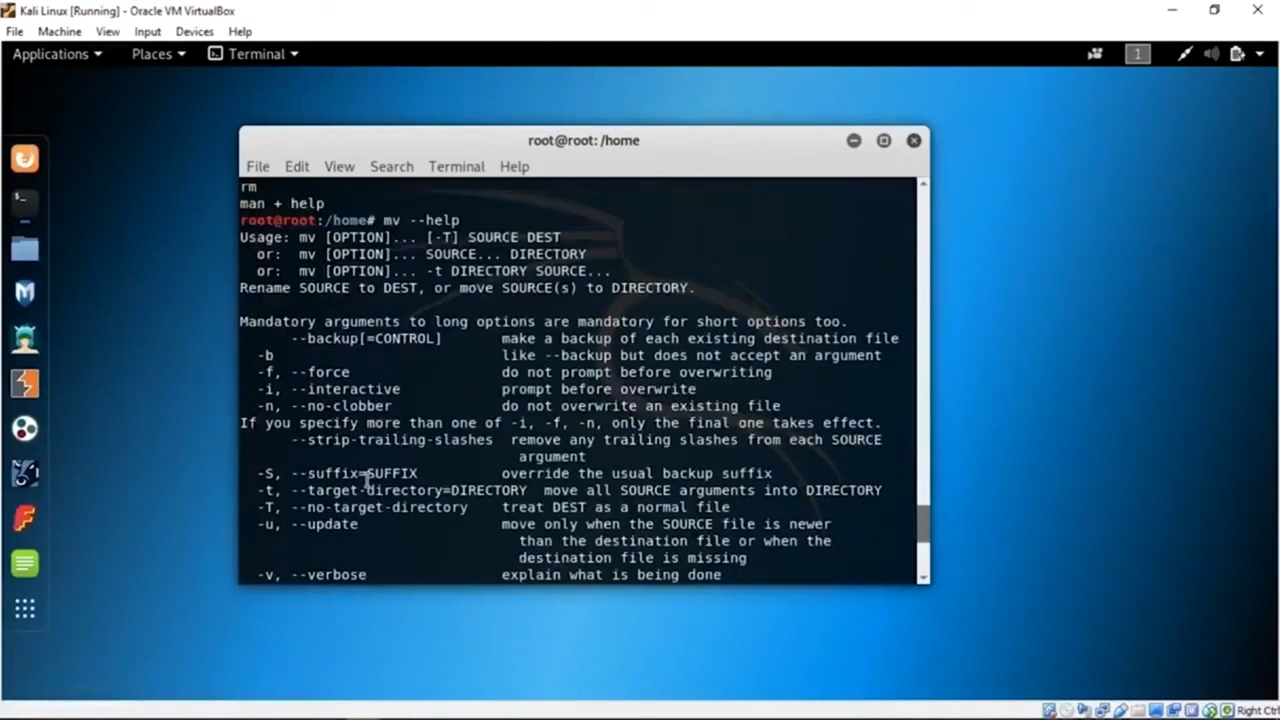 Kali Linux [Running] - Oracle VM VirtualBox
File Machine View Input Devices Help
Applications Places Terminal 1
root@root: /home
File Edit View Search Terminal Help
rm
man + help
root@root:/home# mv --help
Usage: mv [OPTION]... [-T] SOURCE DEST
or: mv [OPTION]... SOURCE... DIRECTORY
or: mv [OPTION]... -t DIRECTORY SOURCE...
Rename SOURCE to DEST, or move SOURCE(s) to DIRECTORY.
Mandatory arguments to long options are mandatory for short options too.
--backup[=CONTROL] make a backup of each existing destination file
-b like --backup but does not accept an argument
-f, --force do not prompt before overwriting
-i, --interactive prompt before overwrite
-n, --no-clobber do not overwrite an existing file
If you specify more than one of -i, -f, -n, only the final one takes effect.
--strip-trailing-slashes remove any trailing slashes from each SOURCE
argument
-S, --suffix=SUFFIX override the usual backup suffix
-t, --target-directory=DIRECTORY move all SOURCE arguments into DIRECTORY
-T, --no-target-directory treat DEST as a normal file
-u, --update move only when the SOURCE file is newer
than the destination file or when the
destination file is missing
-v, --verbose explain what is being done
Right Ctrl